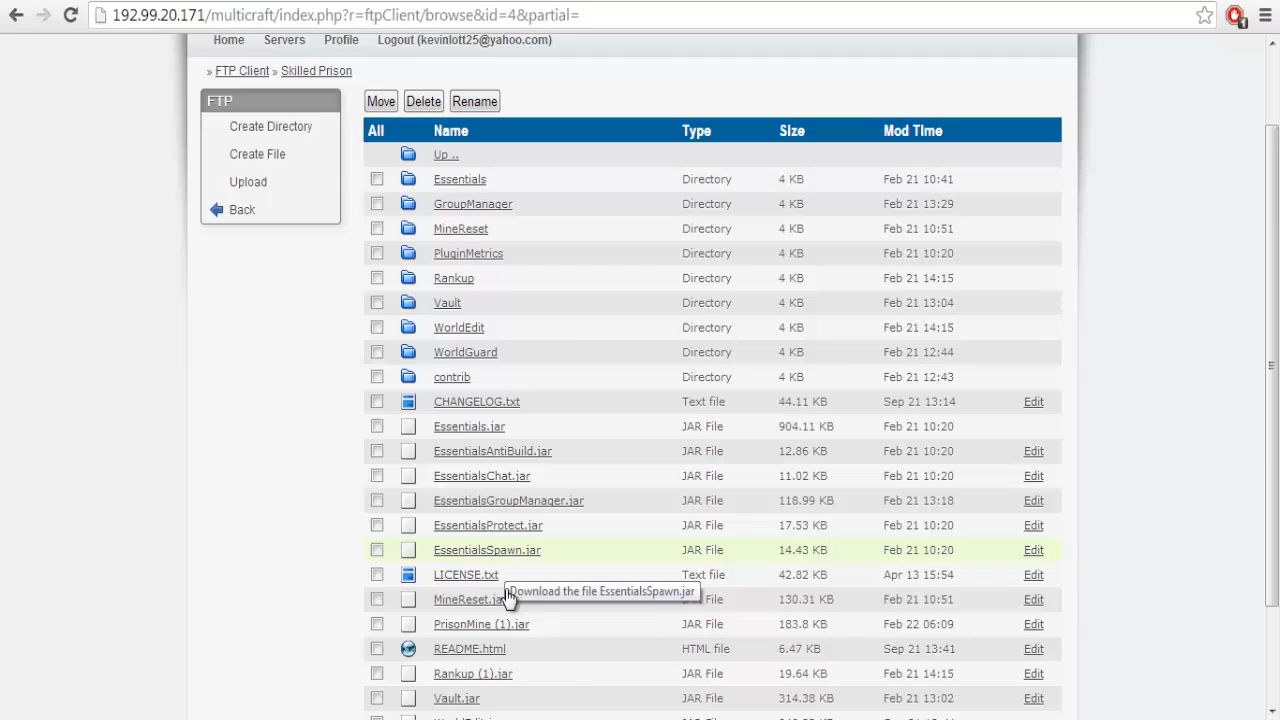 192.99.20.171/multicraft/index.php?r=ftpClient/browse&id=4&partial=
1
Home Servers Profile Logout (kevinlott25@yahoo.com)
» FTP Client » Skilled Prison
FTP
Create Directory
Create File
Upload
Back
Move Delete Rename
All Name Type Size Mod Time
Up ..
Essentials Directory 4 KB Feb 21 10:41
GroupManager Directory 4 KB Feb 21 13:29
MineReset Directory 4 KB Feb 21 10:51
PluginMetrics Directory 4 KB Feb 21 10:20
Rankup Directory 4 KB Feb 21 14:15
Vault Directory 4 KB Feb 21 13:04
WorldEdit Directory 4 KB Feb 21 14:15
WorldGuard Directory 4 KB Feb 21 12:44
contrib Directory 4 KB Feb 21 12:43
CHANGELOG.txt Text file 44.11 KB Sep 21 13:14 Edit
Essentials.jar JAR File 904.11 KB Feb 21 10:20
EssentialsAntiBuild.jar JAR File 12.86 KB Feb 21 10:20 Edit
EssentialsChat.jar JAR File 11.02 KB Feb 21 10:20 Edit
EssentialsGroupManager.jar JAR File 118.99 KB Feb 21 13:18 Edit
EssentialsProtect.jar JAR File 17.53 KB Feb 21 10:20 Edit
EssentialsSpawn.jar JAR File 14.43 KB Feb 21 10:20 Edit
LICENSE.txt Text file 42.82 KB Apr 13 15:54 Edit
Download the file EssentialsSpawn.jar
MineReset.ja File 130.31 KB Feb 21 10:51 Edit
PrisonMine (1).jar JAR File 183.8 KB Feb 22 06:09 Edit
README.html HTML file 6.47 KB Sep 21 13:41 Edit
Rankup (1).jar JAR File 19.64 KB Feb 21 14:15 Edit
Vault.jar JAR File 314.38 KB Feb 21 13:02 Edit